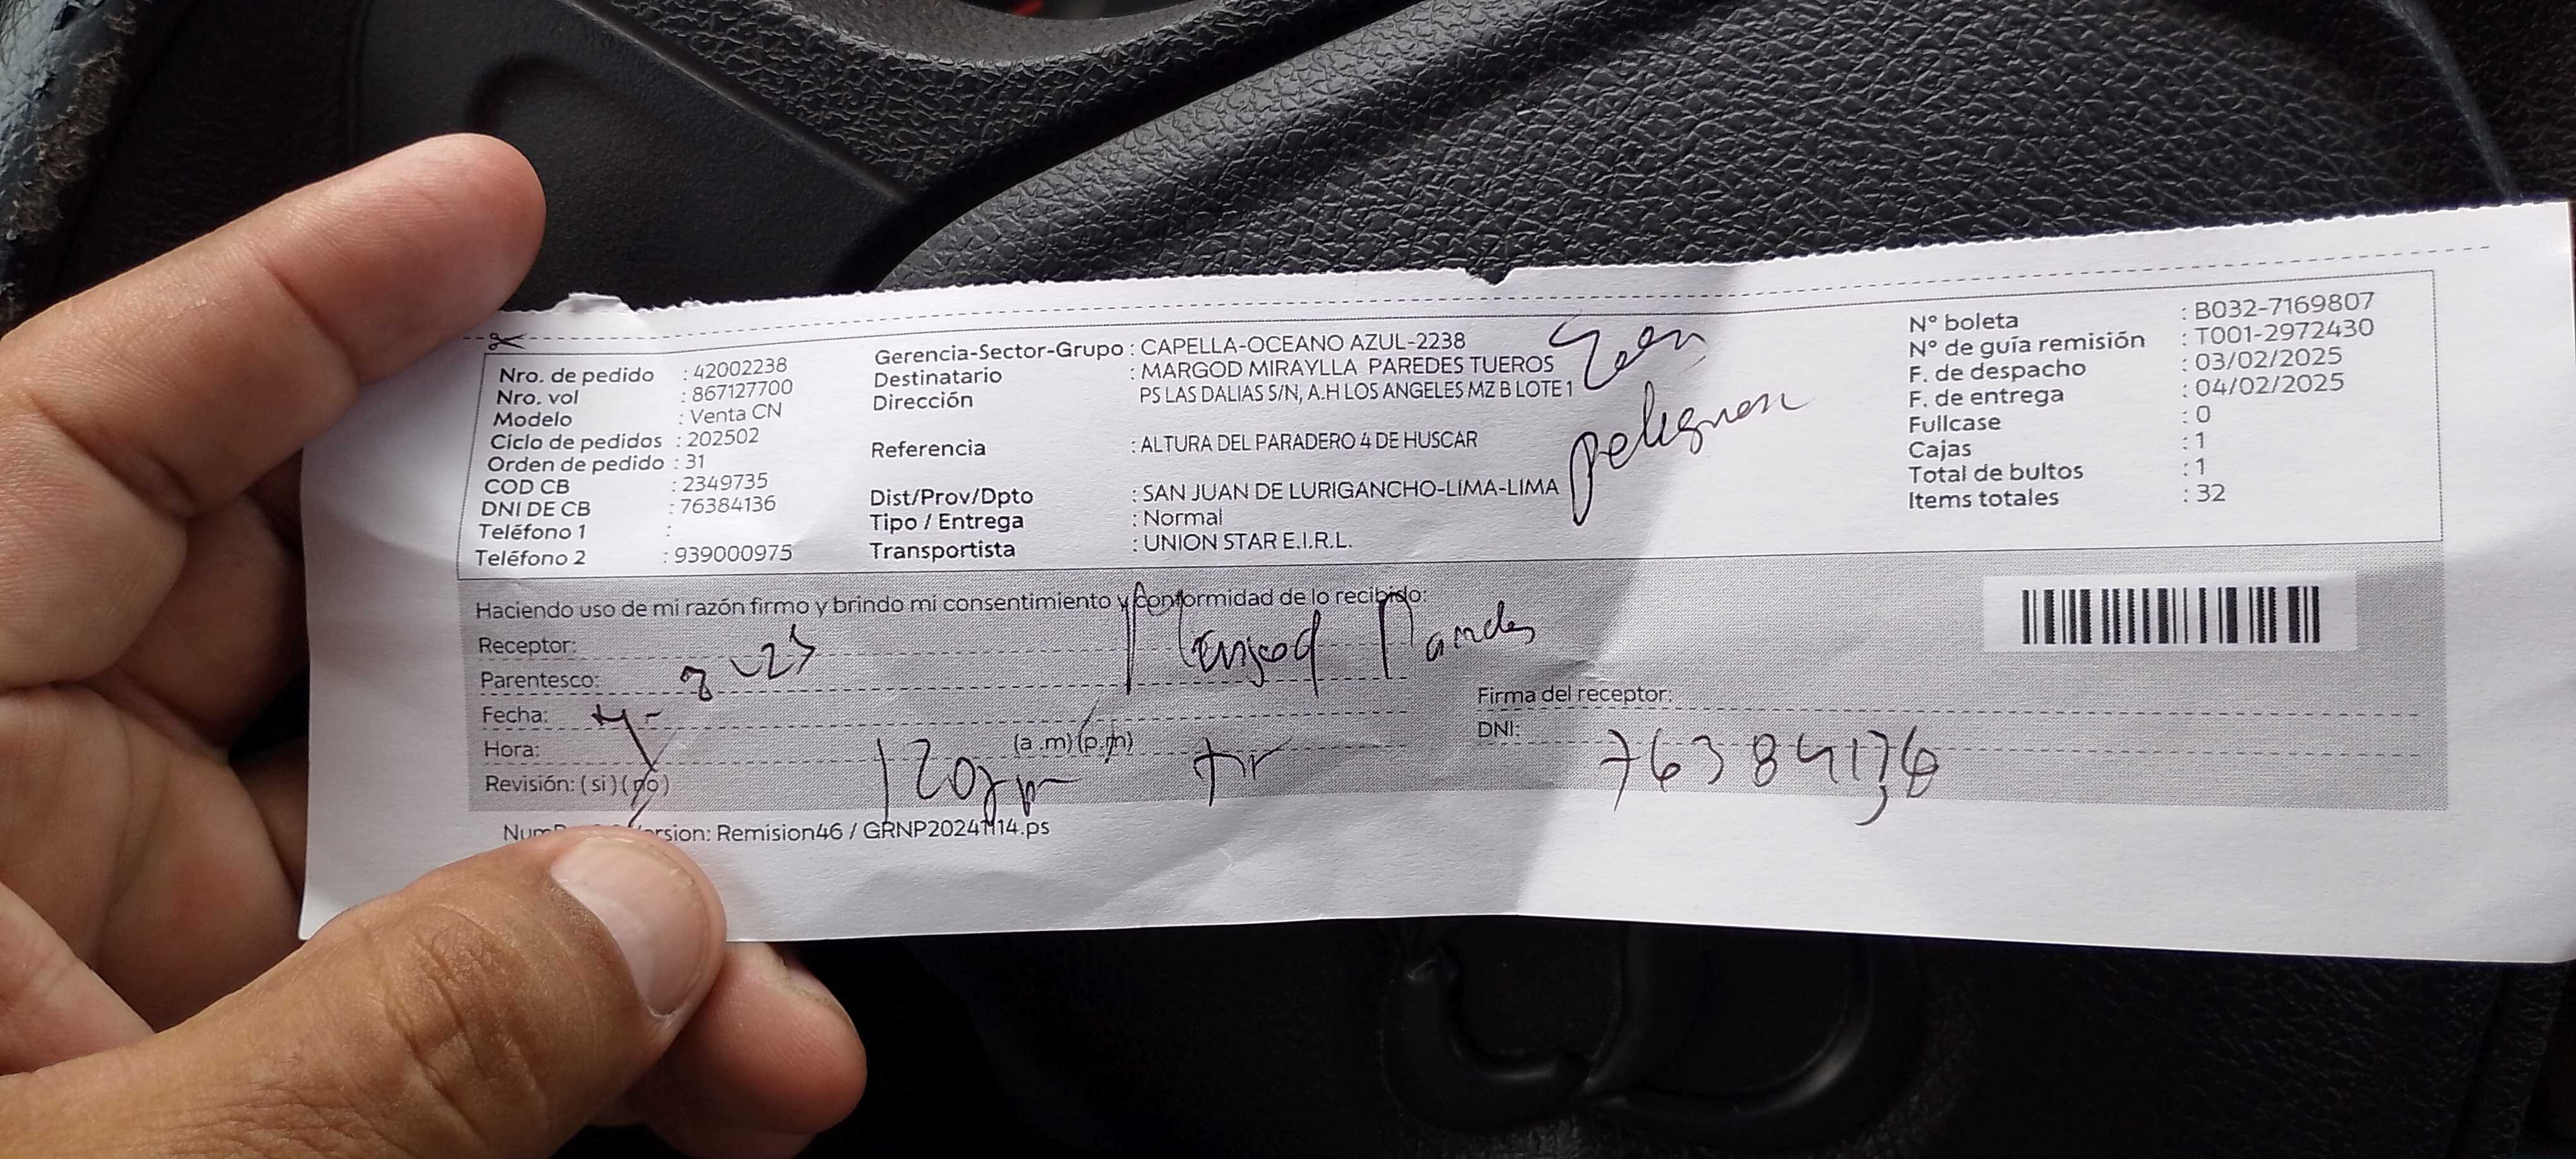 Nro. de pedido : 42002238
Nro. vol : 867127700
Modelo : Venta CN
Ciclo de pedidos : 202502
Orden de pedido : 31
COD CB : 2349735
DNI DE CB : 76384136
Teléfono 1 :
Teléfono 2 : 939000975
Gerencia-Sector-Grupo : CAPELLA-OCEANO AZUL-2238
Destinatario : MARGOD MIRAYLLA PAREDES TUEROS
Dirección PS LAS DALIAS S/N, A.H LOS ANGELES MZ B LOTE 1
Referencia : ALTURA DEL PARADERO 4 DE HUSCAR
Dist/Prov/Dpto : SAN JUAN DE LURIGANCHO-LIMA-LIMA
Tipo / Entrega : Normal
Transportista : UNION STAR E.I.R.L.
N° boleta : B032-7169807
N° de guía remisión : T001-2972430
F. de despacho : 03/02/2025
F. de entrega : 04/02/2025
Fullcase : 0
Cajas : 1
Total de bultos : 1
Items totales : 32
Haciendo uso de mi razón firmo y brindo mi consentimiento y conformidad de lo recibido:
Receptor: Margod
Parentesco:
Fecha:
Hora: (a.m)(p.m)
Revisión: (si)(no)
Firma del receptor:
DNI: 76384136
Version: Remision46 / GRNP20241114.ps